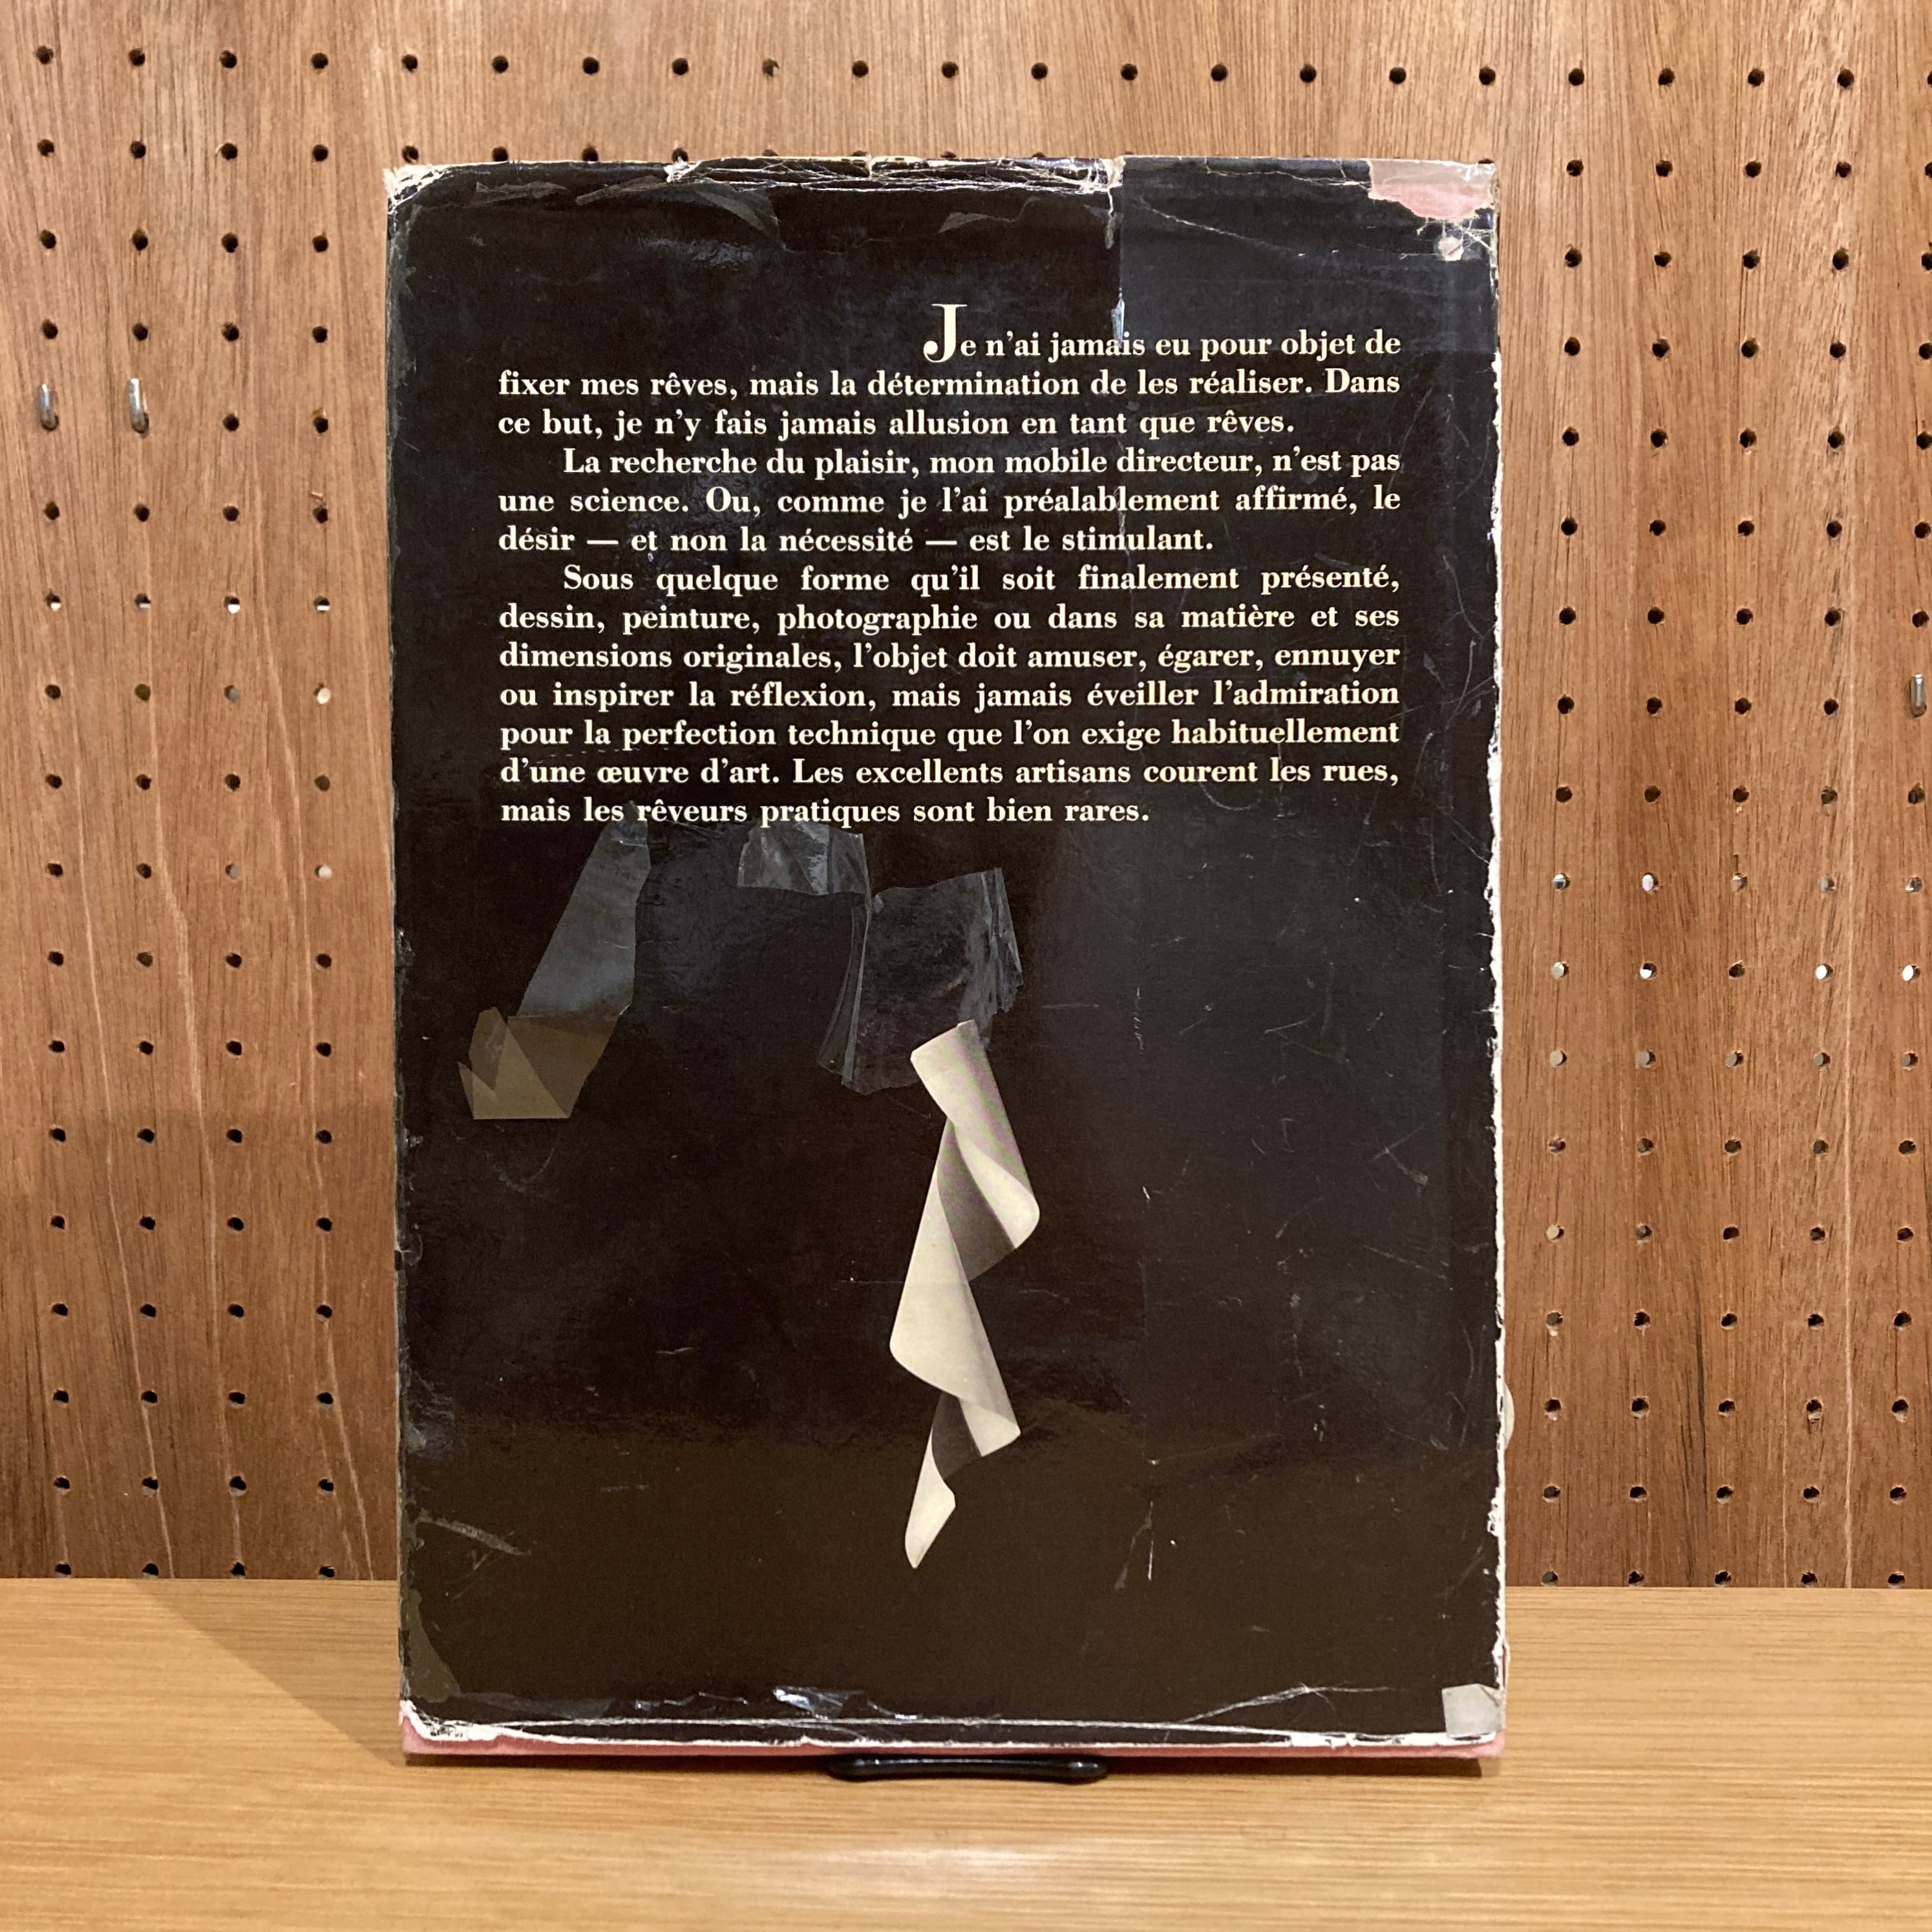 Je n'ai jamais eu pour objet de
fixer mes rêves, mais la détermination de les réaliser. Dans
ce but, je n'y fais jamais allusion en tant que rêves.
La recherche du plaisir, mon mobile directeur, n'est pas
une science. Ou, comme je l'ai préalablement affirmé, le
désir — et non la nécessité — est le stimulant.
Sous quelque forme qu'il soit finalement présenté,
dessin, peinture, photographie ou dans sa matière et ses
dimensions originales, l'objet doit amuser, égarer, ennuyer
ou inspirer la réflexion, mais jamais éveiller l'admiration
pour la perfection technique que l'on exige habituellement
d'une œuvre d'art. Les excellents artisans courent les rues,
mais les rêveurs pratiques sont bien rares.